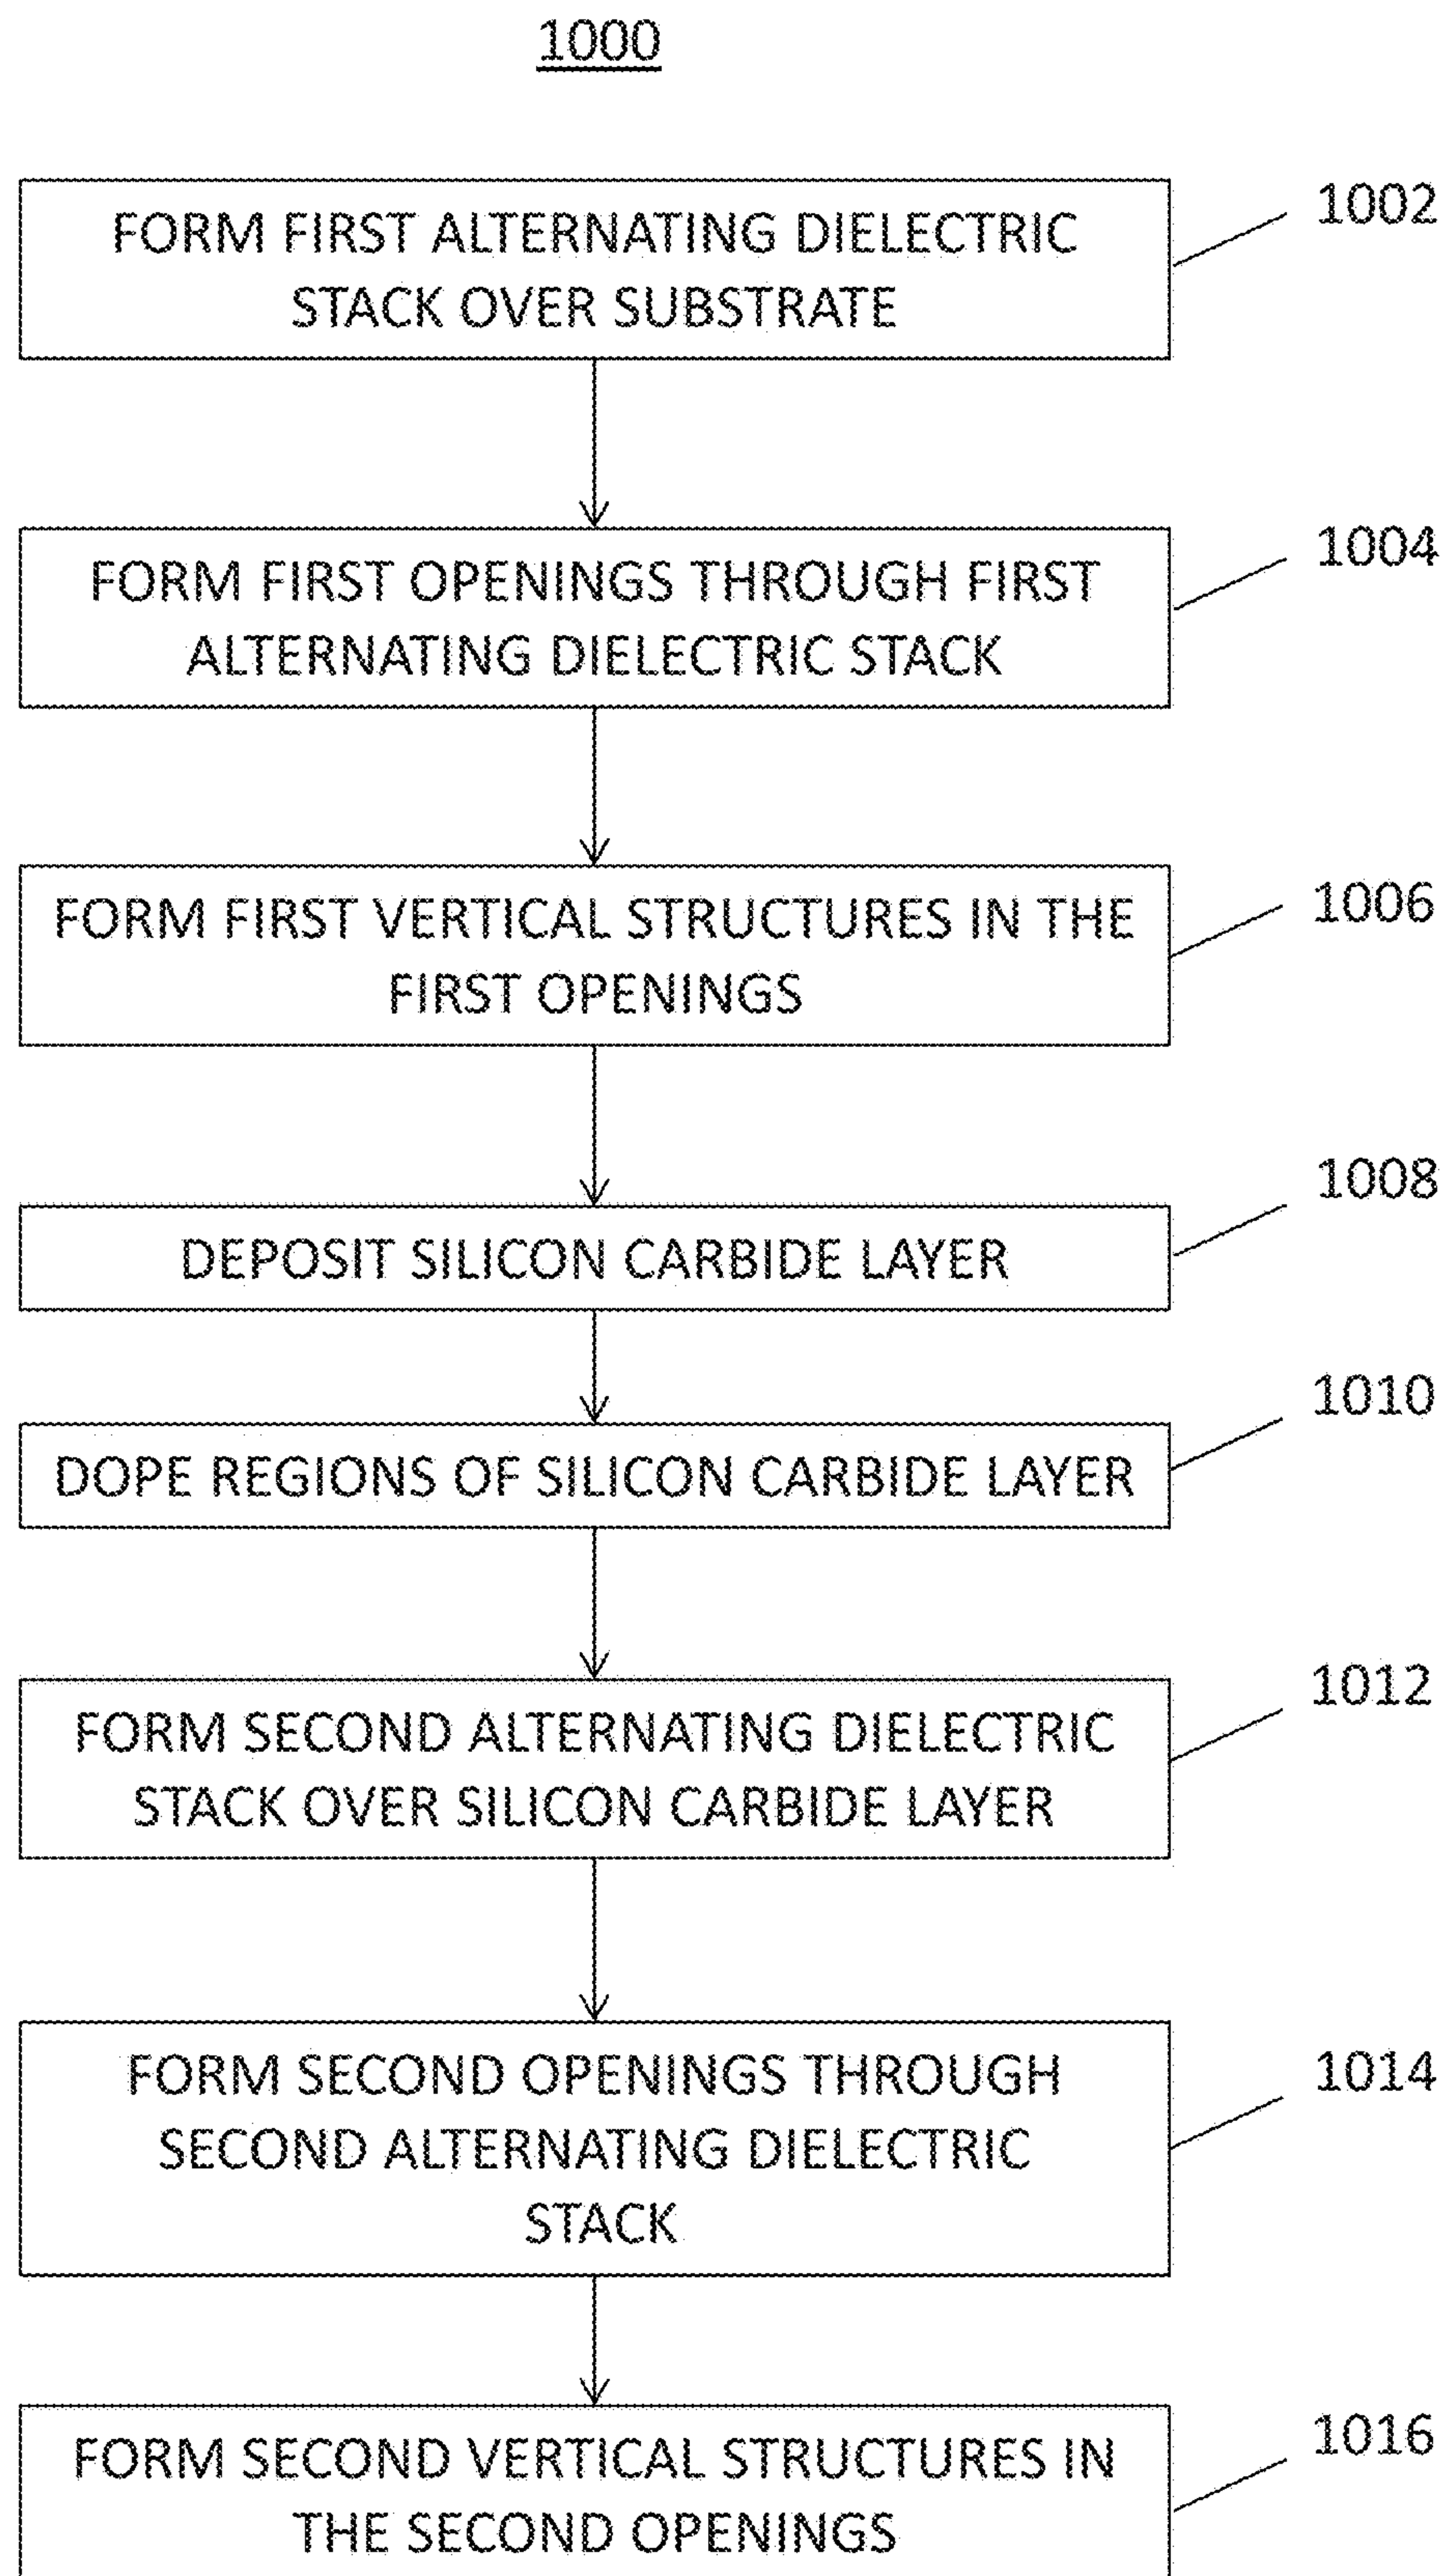 1000
FORM FIRST ALTERNATING DIELECTRIC
STACK OVER SUBSTRATE
1002
FORM FIRST OPENINGS THROUGH FIRST
ALTERNATING DIELECTRIC STACK
1004
FORM FIRST VERTICAL STRUCTURES IN THE
FIRST OPENINGS
1006
DEPOSIT SILICON CARBIDE LAYER
1008
DOPE REGIONS OF SILICON CARBIDE LAYER
1010
FORM SECOND ALTERNATING DIELECTRIC
STACK OVER SILICON CARBIDE LAYER
1012
FORM SECOND OPENINGS THROUGH
SECOND ALTERNATING DIELECTRIC
STACK
1014
FORM SECOND VERTICAL STRUCTURES IN
THE SECOND OPENINGS
1016